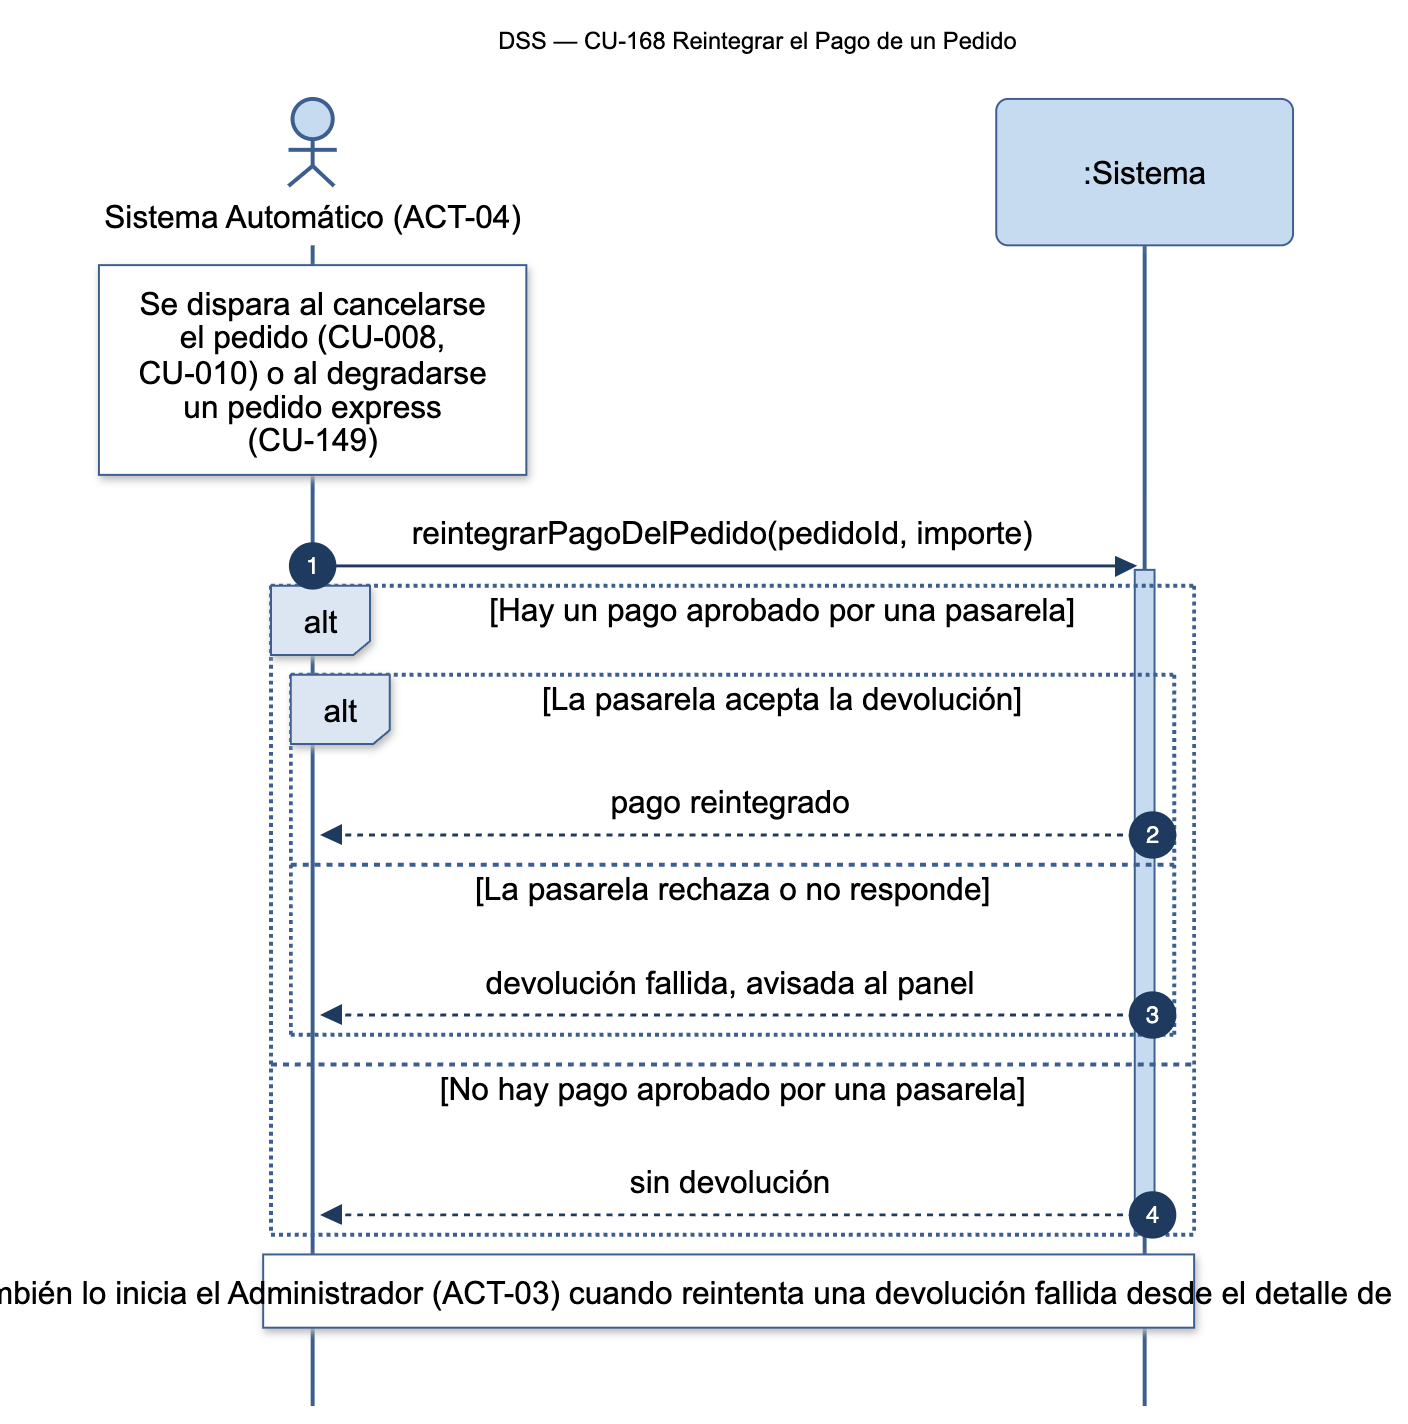 DSS — CU-168 Reintegrar el Pago de un Pedido
:Sistema
Sistema Automático (ACT-04)
Se dispara al cancelarse
el pedido (CU-008,
CU-010) o al degradarse
un pedido express
(CU-149)
reintegrarPagoDelPedido(pedidoId, importe)
1
alt
[Hay un pago aprobado por una pasarela]
alt
[La pasarela acepta la devolución]
pago reintegrado
2
[La pasarela rechaza o no responde]
devolución fallida, avisada al panel
3
[No hay pago aprobado por una pasarela]
sin devolución
4
lo inicia el Administrador (ACT-03) cuando reintenta una devolución fallida desde el detalle de